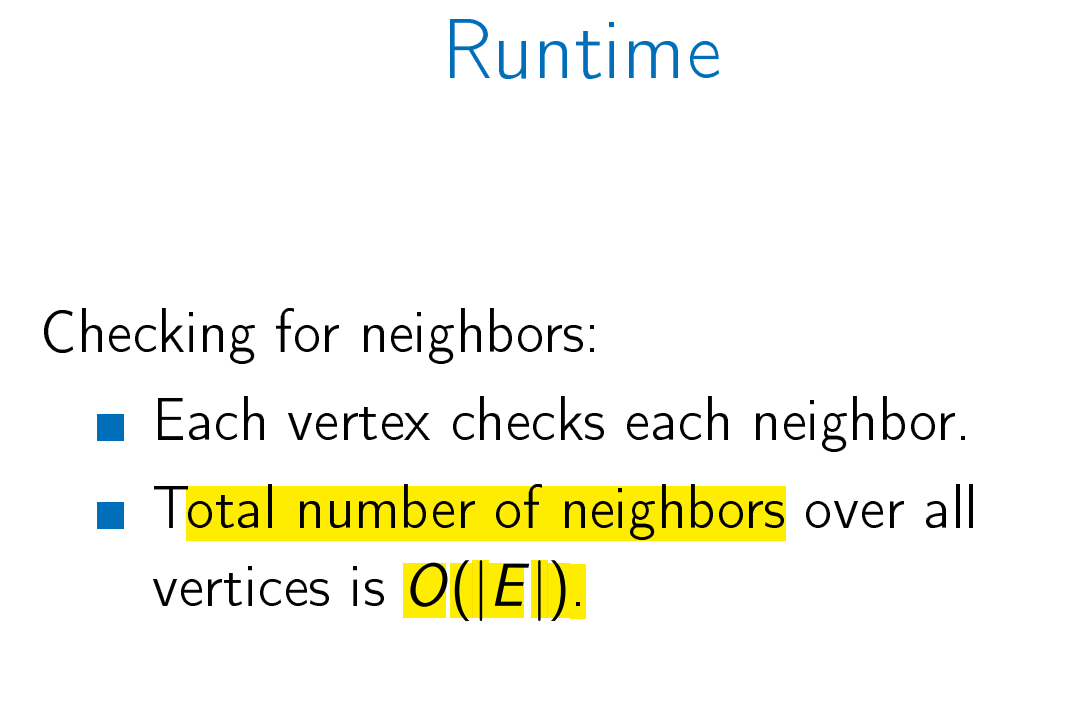 Runtime
Checking for neighbors:
Each vertex checks each neighbor.
Total number of neighbors over all
vertices is O(|E|).